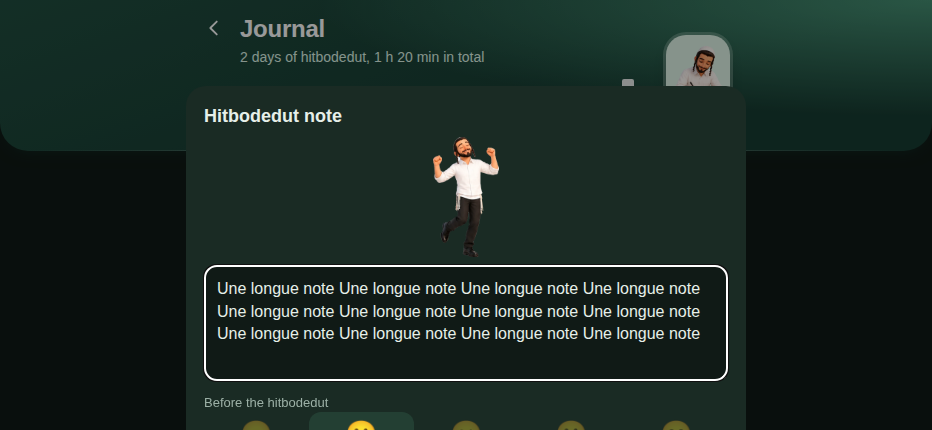 Journal
2 days of hitbodedut, 1 h 20 min in total
Hitbodedut note
Une longue note Une longue note Une longue note Une longue note
Une longue note Une longue note Une longue note Une longue note
Une longue note Une longue note Une longue note Une longue note
Before the hitbodedut